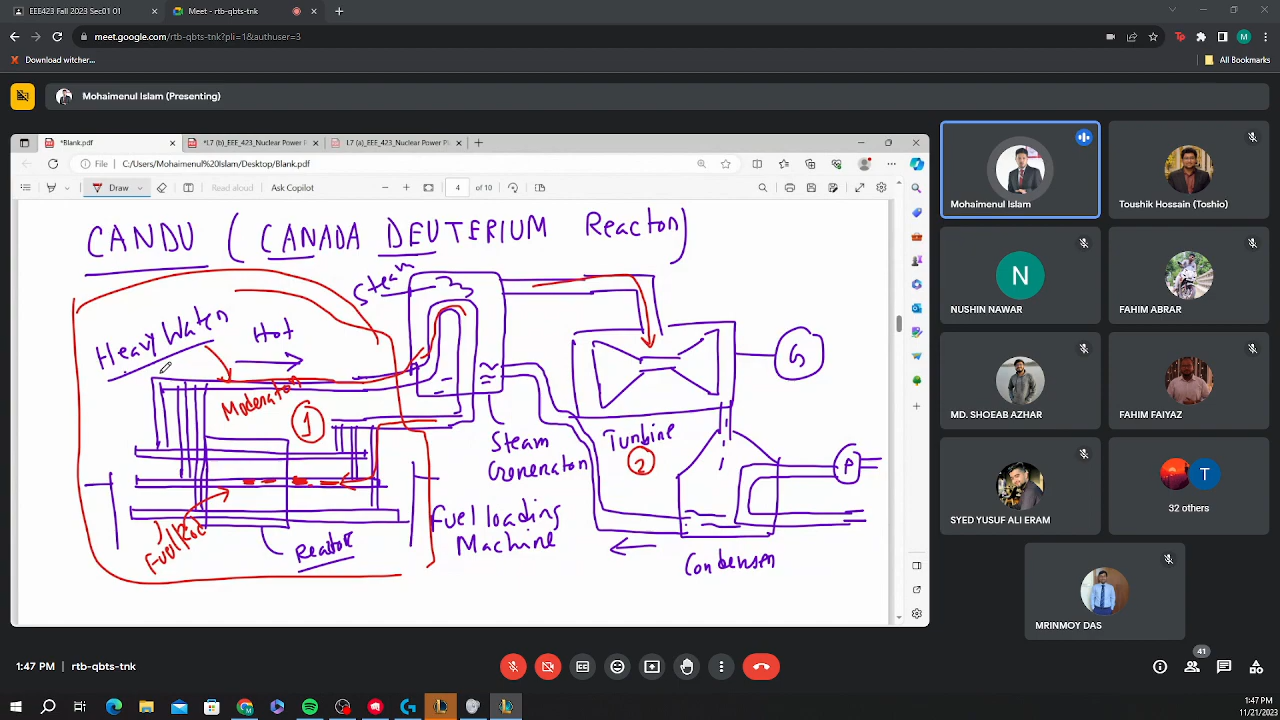 EEE423 Fall 2023 Sec01 01
Meet - rtb-qbts-tnk
meet.google.com/rtb-qbts-tnk?pli=1&authuser=3
Download witcher...
All Bookmarks
Mohaimenul Islam (Presenting)
*Blank.pdf
*L7 (b)_EEE_423_Nuclear Power P
L7 (a)_EEE_423_Nuclear Power Pl
File
C:/Users/Mohaimenul%20Islam/Desktop/Blank.pdf
Draw
Read aloud
Ask Copilot
4
of 10
CANDU (CANADA DEUTERIUM Reactor)
Steam
Heavy Water
Hot
Moderator
1
G
Steam
Generator
Turbine
2
P
Fuel Rod
Reactor
Fuel loading
Machine
Condenser
Mohaimenul Islam
Toushik Hossain (Toshio)
N
NUSHIN NAWAR
FAHIM ABRAR
MD. SHOEAB AZHAR
FAHIM FAIYAZ
SYED YUSUF ALI ERAM
T
32 others
MRINMOY DAS
1:47 PM
rtb-qbts-tnk
41
1:47 PM
11/21/2023